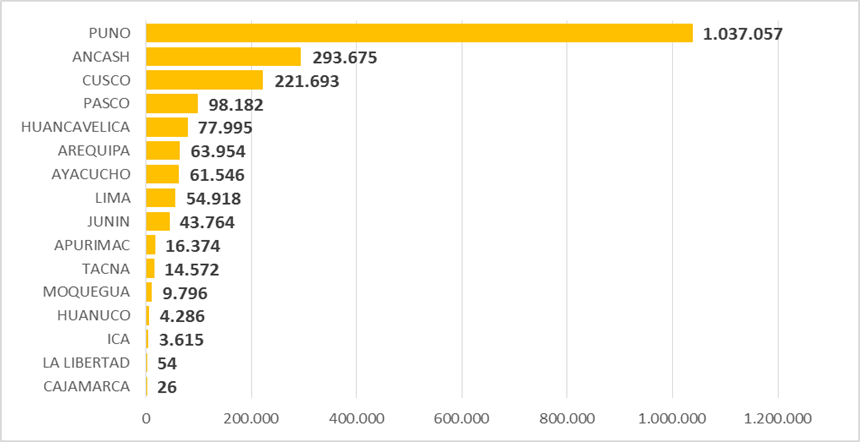 PUNO 1.037.057
ANCASH 293.675
CUSCO 221.693
PASCO 98.182
HUANCAVELICA 77.995
AREQUIPA 63.954
AYACUCHO 61.546
LIMA 54.918
JUNIN 43.764
APURIMAC 16.374
TACNA 14.572
MOQUEGUA 9.796
HUANUCO 4.286
ICA 3.615
LA LIBERTAD 54
CAJAMARCA 26
0 200.000 400.000 600.000 800.000 1.000.000 1.200.000